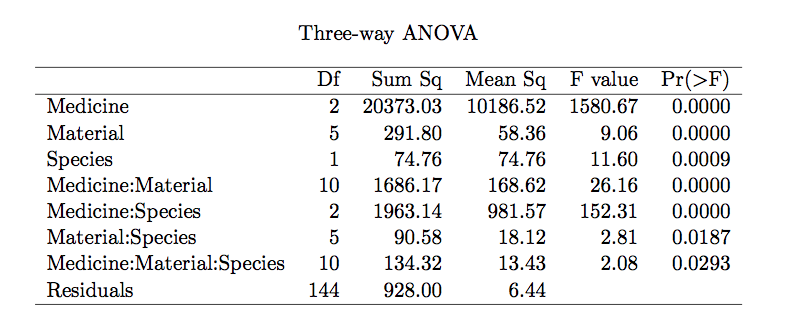 Three-way ANOVA
Df Sum Sq Mean Sq F value Pr(>F)
Medicine 2 20373.03 10186.52 1580.67 0.0000
Material 5 291.80 58.36 9.06 0.0000
Species 1 74.76 74.76 11.60 0.0009
Medicine:Material 10 1686.17 168.62 26.16 0.0000
Medicine:Species 2 1963.14 981.57 152.31 0.0000
Material:Species 5 90.58 18.12 2.81 0.0187
Medicine:Material:Species 10 134.32 13.43 2.08 0.0293
Residuals 144 928.00 6.44